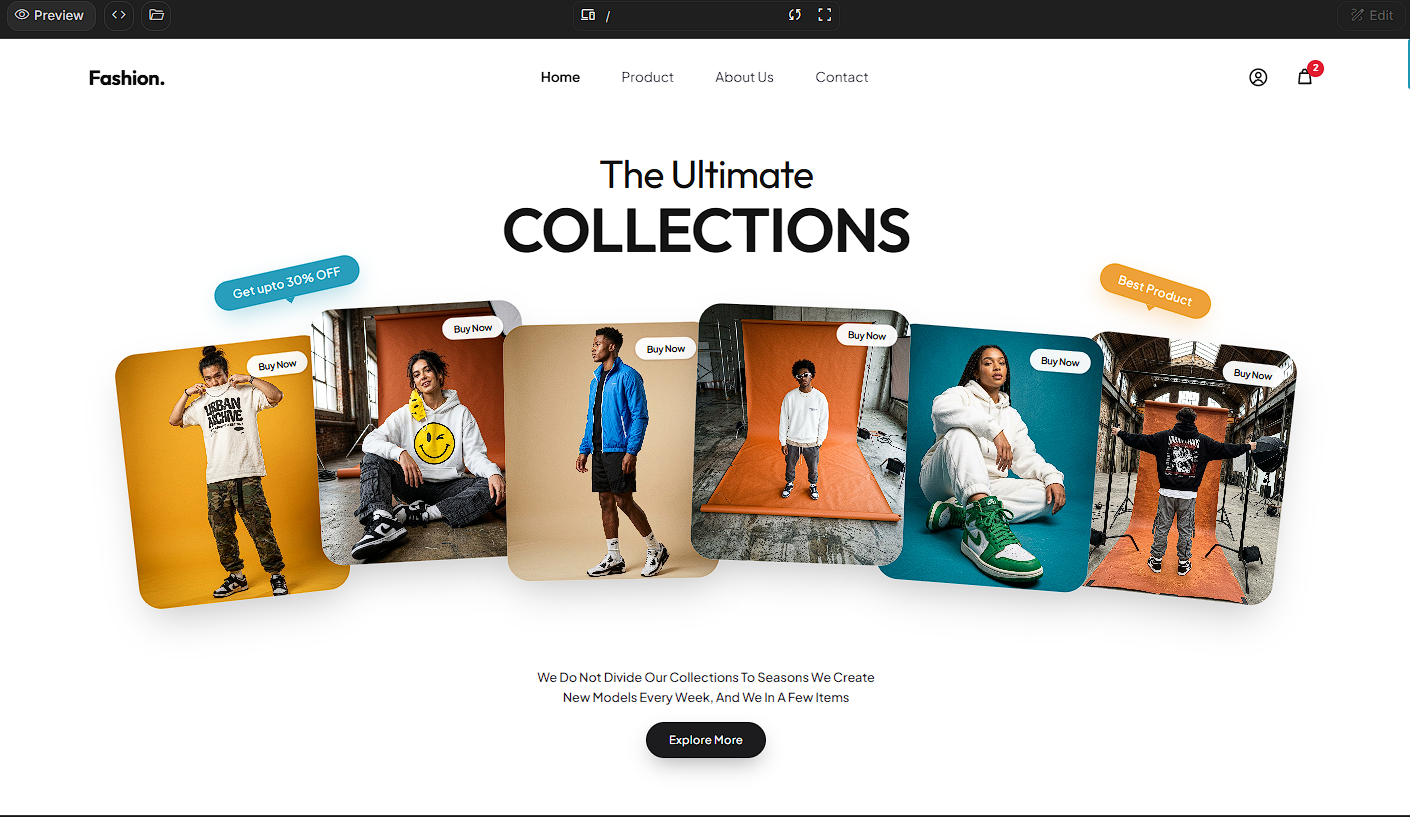 Preview
/
Edit
Fashion.
Home
Product
About Us
Contact
2
The Ultimate
COLLECTIONS
Get upto 30% OFF
Best Product
Buy Now
Buy Now
Buy Now
Buy Now
Buy Now
Buy Now
URBAN
ARCHIVE
We Do Not Divide Our Collections To Seasons We Create
New Models Every Week, And We In A Few Items
Explore More